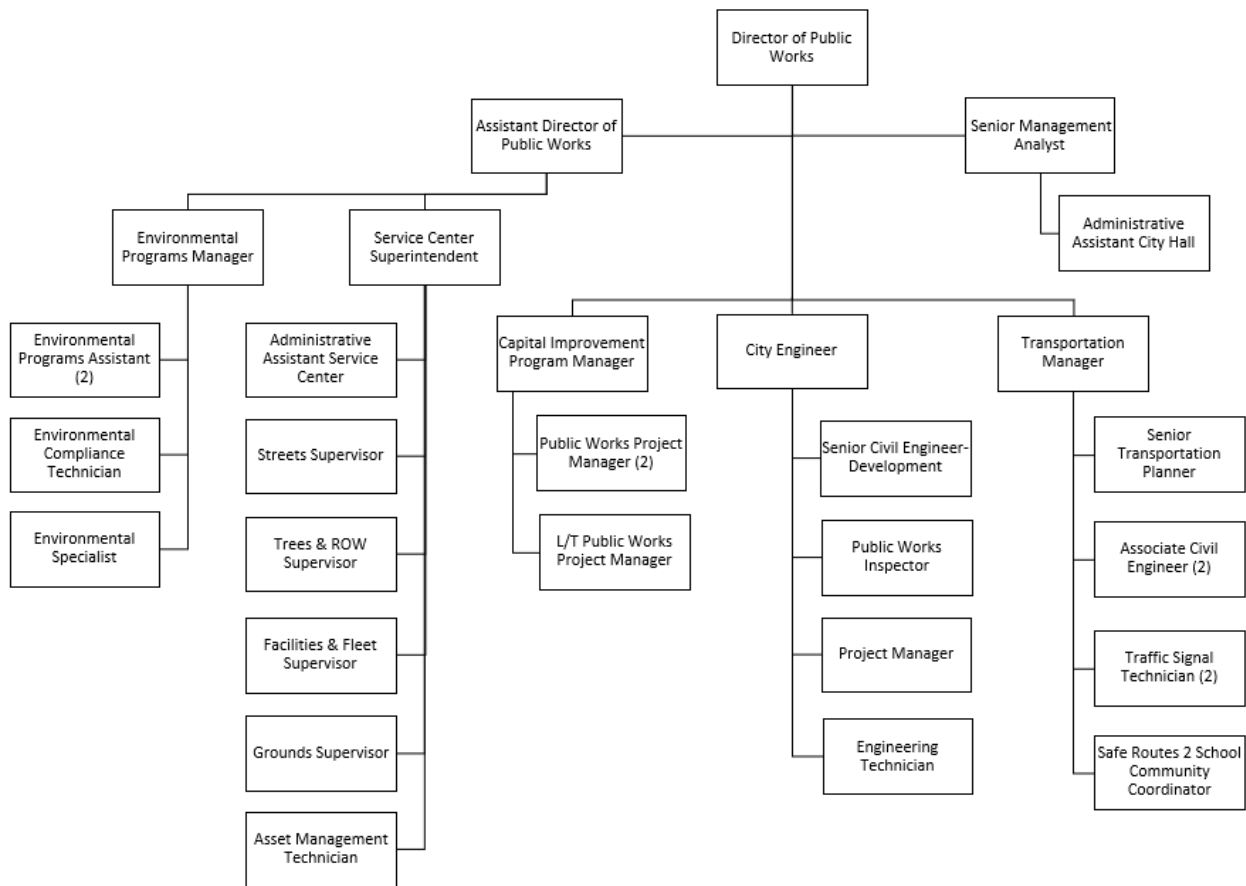 Director of Public
Works
Assistant Director of
Public Works
Senior Management
Analyst
Administrative
Assistant City Hall
Environmental
Programs Manager
Service Center
Superintendent
Environmental
Programs Assistant
(2)
Environmental
Compliance
Technician
Environmental
Specialist
Administrative
Assistant Service
Center
Streets Supervisor
Trees & ROW
Supervisor
Facilities & Fleet
Supervisor
Grounds Supervisor
Asset Management
Technician
Capital Improvement
Program Manager
Public Works Project
Manager (2)
L/T Public Works
Project Manager
City Engineer
Senior Civil Engineer-
Development
Public Works
Inspector
Project Manager
Engineering
Technician
Transportation
Manager
Senior
Transportation
Planner
Associate Civil
Engineer (2)
Traffic Signal
Technician (2)
Safe Routes 2 School
Community
Coordinator